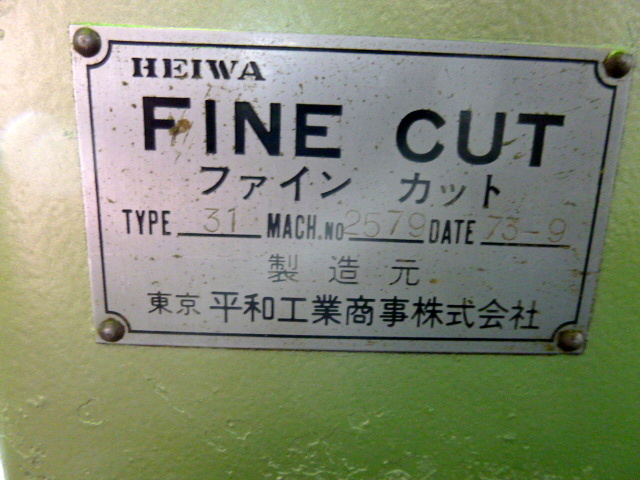 HEIWA
FINE CUT
ファイン カット
TYPE 31 MACH.NO 2579 DATE 73-9
製造元
東京 平和工業商事株式会社